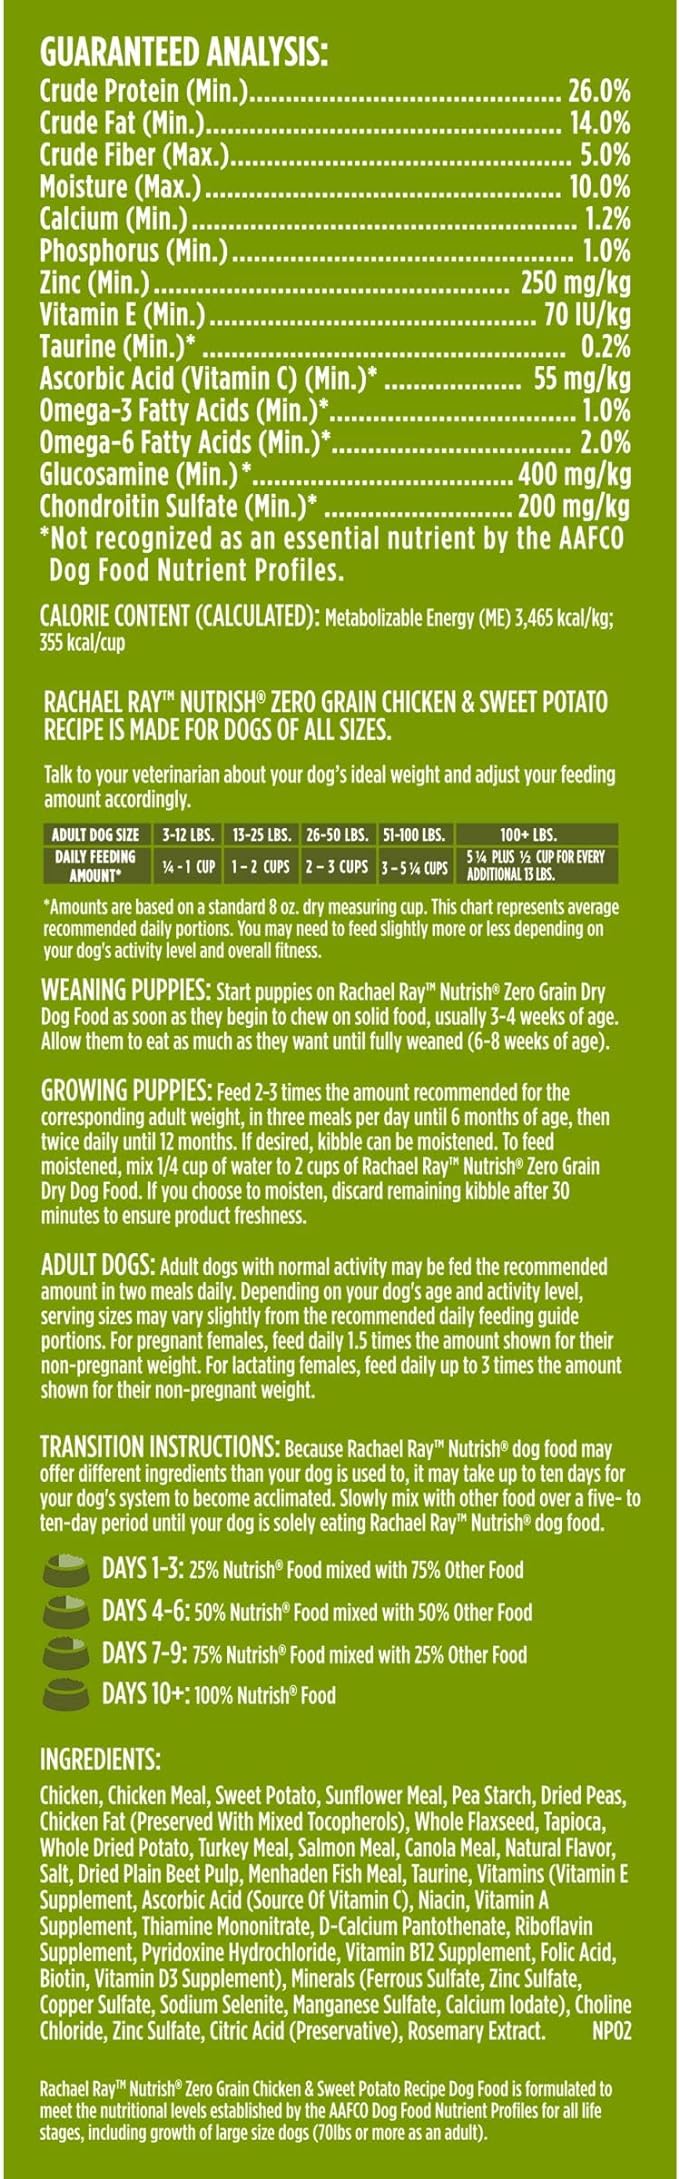 GUARANTEED ANALYSIS:
Crude Protein (Min.)............................................. 26.0%
Crude Fat (Min.)................................................... 14.0%
Crude Fiber (Max.)................................................. 5.0%
Moisture (Max.)................................................... 10.0%
Calcium (Min.)....................................................... 1.2%
Phosphorus (Min.)................................................. 1.0%
Zinc (Min.)................................................... 250 mg/kg
Vitamin E (Min.)............................................... 70 IU/kg
Taurine (Min.)* .................................................... 0.2%
Ascorbic Acid (Vitamin C) (Min.)* .................... 55 mg/kg
Omega-3 Fatty Acids (Min.)*................................... 1.0%
Omega-6 Fatty Acids (Min.)*.................................. 2.0%
Glucosamine (Min.)*..................................... 400 mg/kg
Chondroitin Sulfate (Min.)* ........................... 200 mg/kg
*Not recognized as an essential nutrient by the AAFCO
Dog Food Nutrient Profiles.
CALORIE CONTENT (CALCULATED): Metabolizable Energy (ME) 3,465 kcal/kg;
355 kcal/cup
RACHAEL RAY™ NUTRISH® ZERO GRAIN CHICKEN & SWEET POTATO
RECIPE IS MADE FOR DOGS OF ALL SIZES.
Talk to your veterinarian about your dog's ideal weight and adjust your feeding
amount accordingly.
ADULT DOG SIZE 3-12 LBS. 13-25 LBS. 26-50 LBS. 51-100 LBS. 100+ LBS.
DAILY FEEDING AMOUNT* ¼ - 1 CUP 1 - 2 CUPS 2 - 3 CUPS 3 - 5 ¼ CUPS 5 ¼ PLUS ½ CUP FOR EVERY ADDITIONAL 13 LBS.
*Amounts are based on a standard 8 oz. dry measuring cup. This chart represents average
recommended daily portions. You may need to feed slightly more or less depending on
your dog's activity level and overall fitness.
WEANING PUPPIES: Start puppies on Rachael Ray™ Nutrish® Zero Grain Dry
Dog Food as soon as they begin to chew on solid food, usually 3-4 weeks of age.
Allow them to eat as much as they want until fully weaned (6-8 weeks of age).
GROWING PUPPIES: Feed 2-3 times the amount recommended for the
corresponding adult weight, in three meals per day until 6 months of age, then
twice daily until 12 months. If desired, kibble can be moistened. To feed
moistened, mix 1/4 cup of water to 2 cups of Rachael Ray™ Nutrish® Zero Grain
Dry Dog Food. If you choose to moisten, discard remaining kibble after 30
minutes to ensure product freshness.
ADULT DOGS: Adult dogs with normal activity may be fed the recommended
amount in two meals daily. Depending on your dog's age and activity level,
serving sizes may vary slightly from the recommended daily feeding guide
portions. For pregnant females, feed daily 1.5 times the amount shown for their
non-pregnant weight. For lactating females, feed daily up to 3 times the amount
shown for their non-pregnant weight.
TRANSITION INSTRUCTIONS: Because Rachael Ray™ Nutrish® dog food may
offer different ingredients than your dog is used to, it may take up to ten days for
your dog's system to become acclimated. Slowly mix with other food over a five- to
ten-day period until your dog is solely eating Rachael Ray™ Nutrish® dog food.
DAYS 1-3: 25% Nutrish® Food mixed with 75% Other Food
DAYS 4-6: 50% Nutrish® Food mixed with 50% Other Food
DAYS 7-9: 75% Nutrish® Food mixed with 25% Other Food
DAYS 10+: 100% Nutrish® Food
INGREDIENTS:
Chicken, Chicken Meal, Sweet Potato, Sunflower Meal, Pea Starch, Dried Peas,
Chicken Fat (Preserved With Mixed Tocopherols), Whole Flaxseed, Tapioca,
Whole Dried Potato, Turkey Meal, Salmon Meal, Canola Meal, Natural Flavor,
Salt, Dried Plain Beet Pulp, Menhaden Fish Meal, Taurine, Vitamins (Vitamin E
Supplement, Ascorbic Acid (Source Of Vitamin C), Niacin, Vitamin A
Supplement, Thiamine Mononitrate, D-Calcium Pantothenate, Riboflavin
Supplement, Pyridoxine Hydrochloride, Vitamin B12 Supplement, Folic Acid,
Biotin, Vitamin D3 Supplement), Minerals (Ferrous Sulfate, Zinc Sulfate,
Copper Sulfate, Sodium Selenite, Manganese Sulfate, Calcium Iodate), Choline
Chloride, Zinc Sulfate, Citric Acid (Preservative), Rosemary Extract. NP02
Rachael Ray™ Nutrish® Zero Grain Chicken & Sweet Potato Recipe Dog Food is formulated to
meet the nutritional levels established by the AAFCO Dog Food Nutrient Profiles for all life
stages, including growth of large size dogs (70lbs or more as an adult).